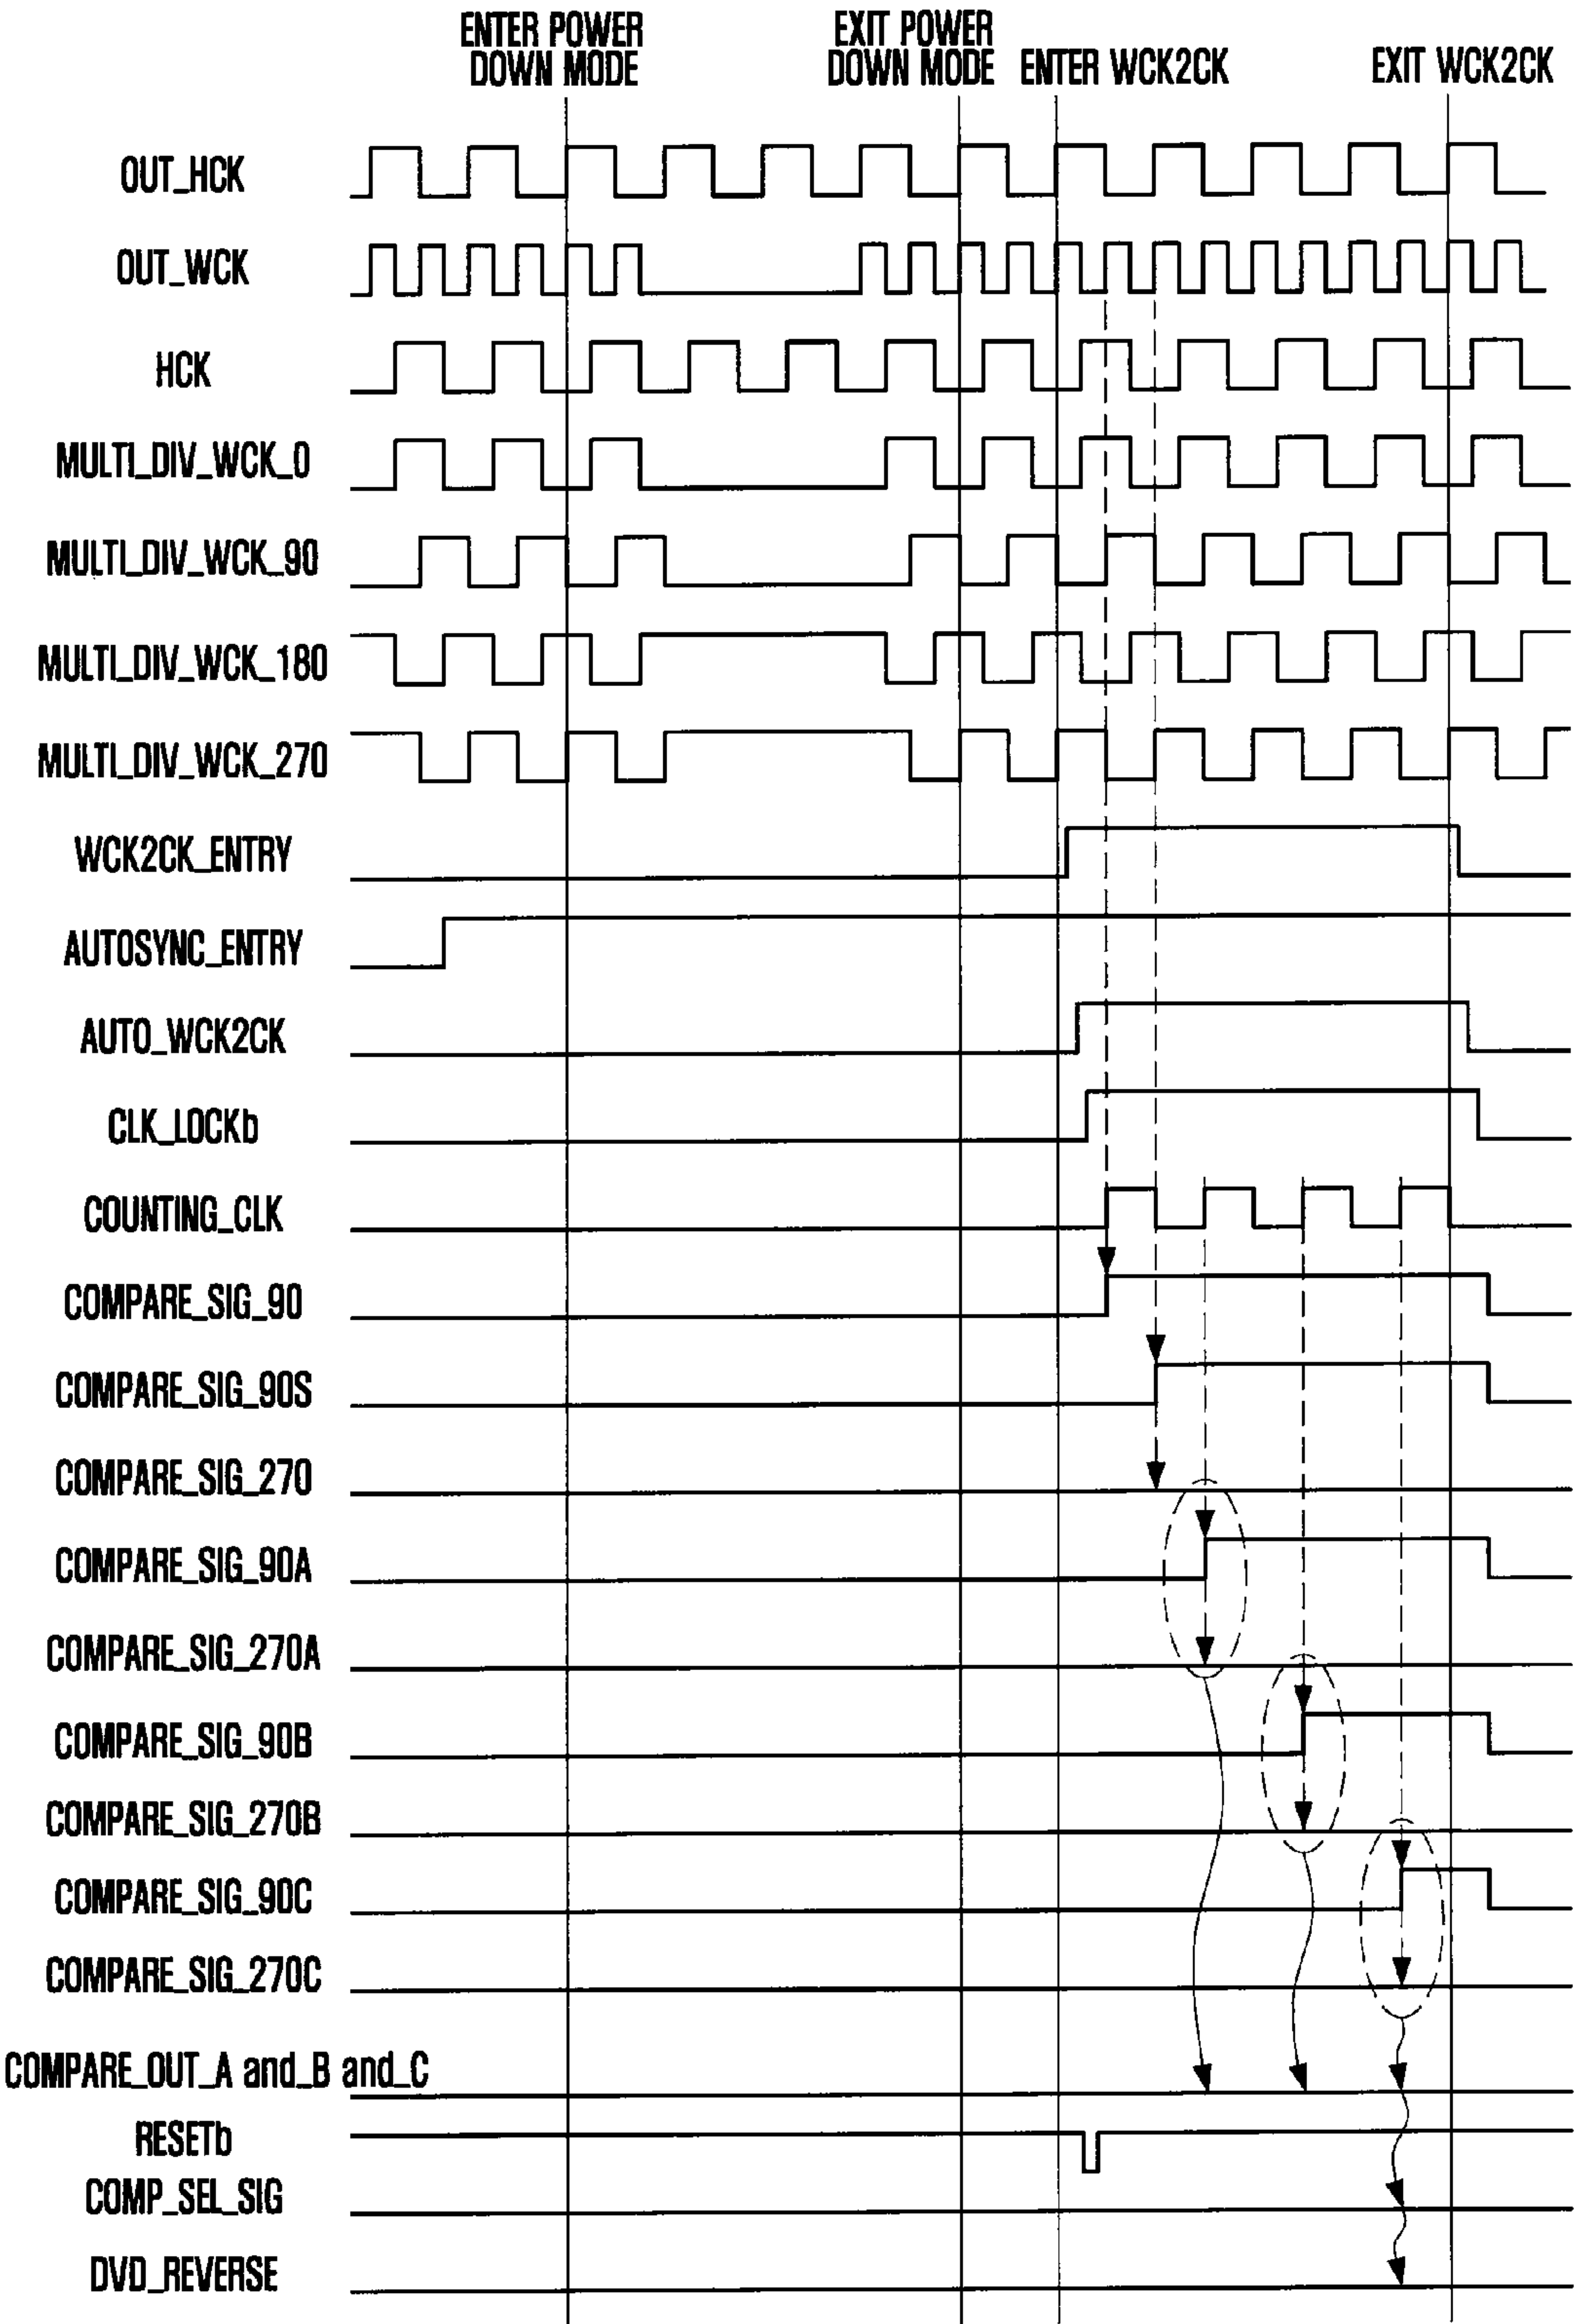 ENTER POWER
DOWN MODE
EXIT POWER
DOWN MODE
ENTER WCK2CK
EXIT WCK2CK
OUT_HCK
OUT_WCK
HCK
MULTI_DIV_WCK_0
MULTI_DIV_WCK_90
MULTI_DIV_WCK_180
MULTI_DIV_WCK_270
WCK2CK_ENTRY
AUTOSYNC_ENTRY
AUTO_WCK2CK
CLK_LOCKb
COUNTING_CLK
COMPARE_SIG_90
COMPARE_SIG_90S
COMPARE_SIG_270
COMPARE_SIG_90A
COMPARE_SIG_270A
COMPARE_SIG_90B
COMPARE_SIG_270B
COMPARE_SIG_90C
COMPARE_SIG_270C
COMPARE_OUT_A and_B and_C
RESETb
COMP_SEL_SIG
DVD_REVERSE